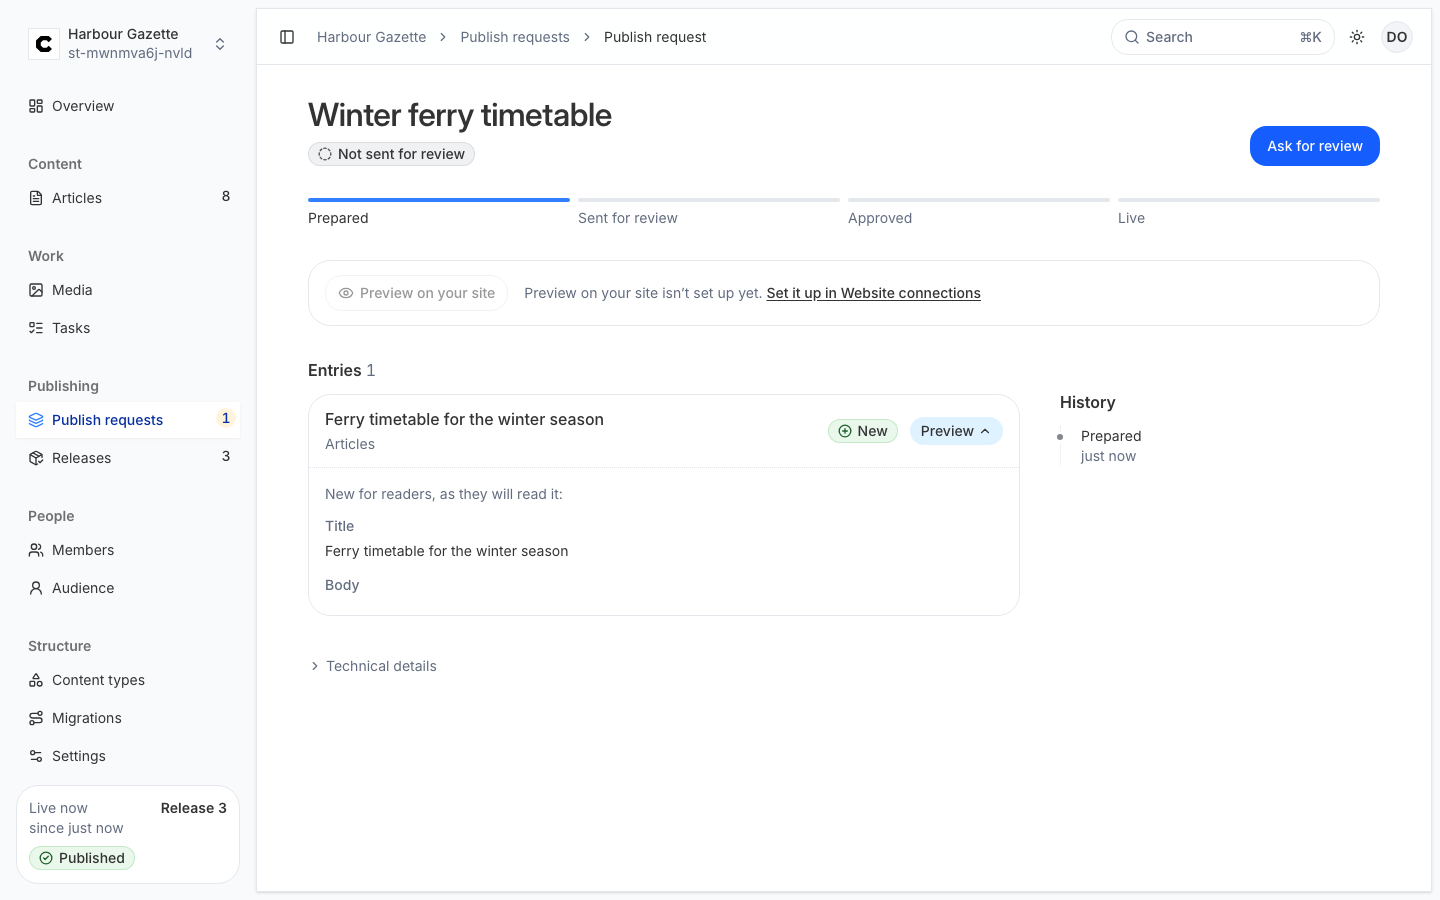 Harbour Gazette
st-mwnmva6j-nvld
Overview
Content
Articles 8
Work
Media
Tasks
Publishing
Publish requests 1
Releases 3
People
Members
Audience
Structure
Content types
Migrations
Settings
Live now Release 3
since just now
Published
Harbour Gazette > Publish requests > Publish request
Search ⌘K
DO
Winter ferry timetable
Not sent for review
Ask for review
Prepared
Sent for review
Approved
Live
Preview on your site
Preview on your site isn’t set up yet. Set it up in Website connections
Entries 1
Ferry timetable for the winter season
Articles
New
Preview
New for readers, as they will read it:
Title
Ferry timetable for the winter season
Body
History
Prepared
just now
Technical details